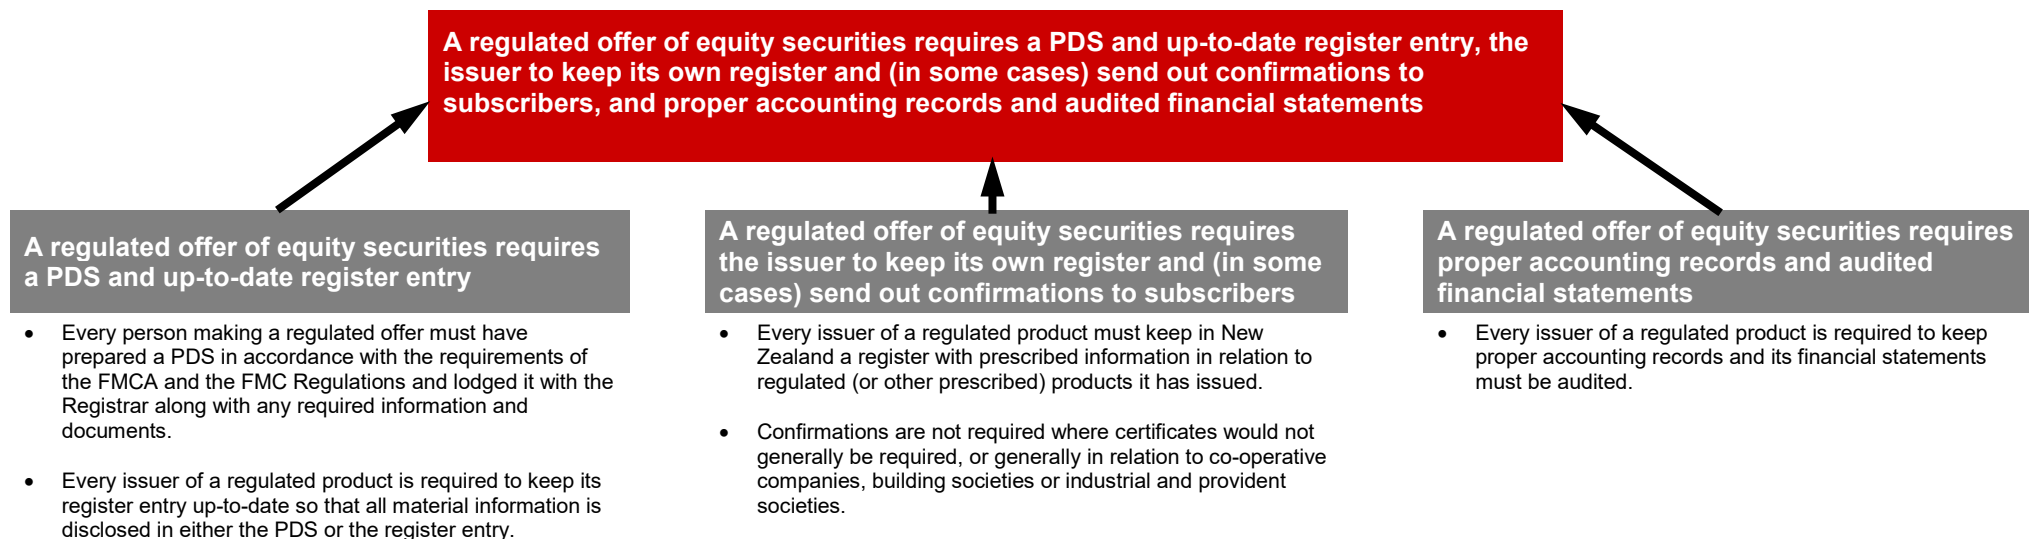 A regulated offer of equity securities requires a PDS and up-to-date register entry, the
issuer to keep its own register and (in some cases) send out confirmations to
subscribers, and proper accounting records and audited financial statements
A regulated offer of equity securities requires
a PDS and up-to-date register entry
• Every person making a regulated offer must have
prepared a PDS in accordance with the requirements of
the FMCA and the FMC Regulations and lodged it with the
Registrar along with any required information and
documents.
• Every issuer of a regulated product is required to keep its
register entry up-to-date so that all material information is
disclosed in either the PDS or the register entry.
A regulated offer of equity securities requires
the issuer to keep its own register and (in some
cases) send out confirmations to subscribers
• Every issuer of a regulated product must keep in New
Zealand a register with prescribed information in relation to
regulated (or other prescribed) products it has issued.
• Confirmations are not required where certificates would not
generally be required, or generally in relation to co-operative
companies, building societies or industrial and provident
societies.
A regulated offer of equity securities requires
proper accounting records and audited
financial statements
• Every issuer of a regulated product is required to keep
proper accounting records and its financial statements
must be audited.